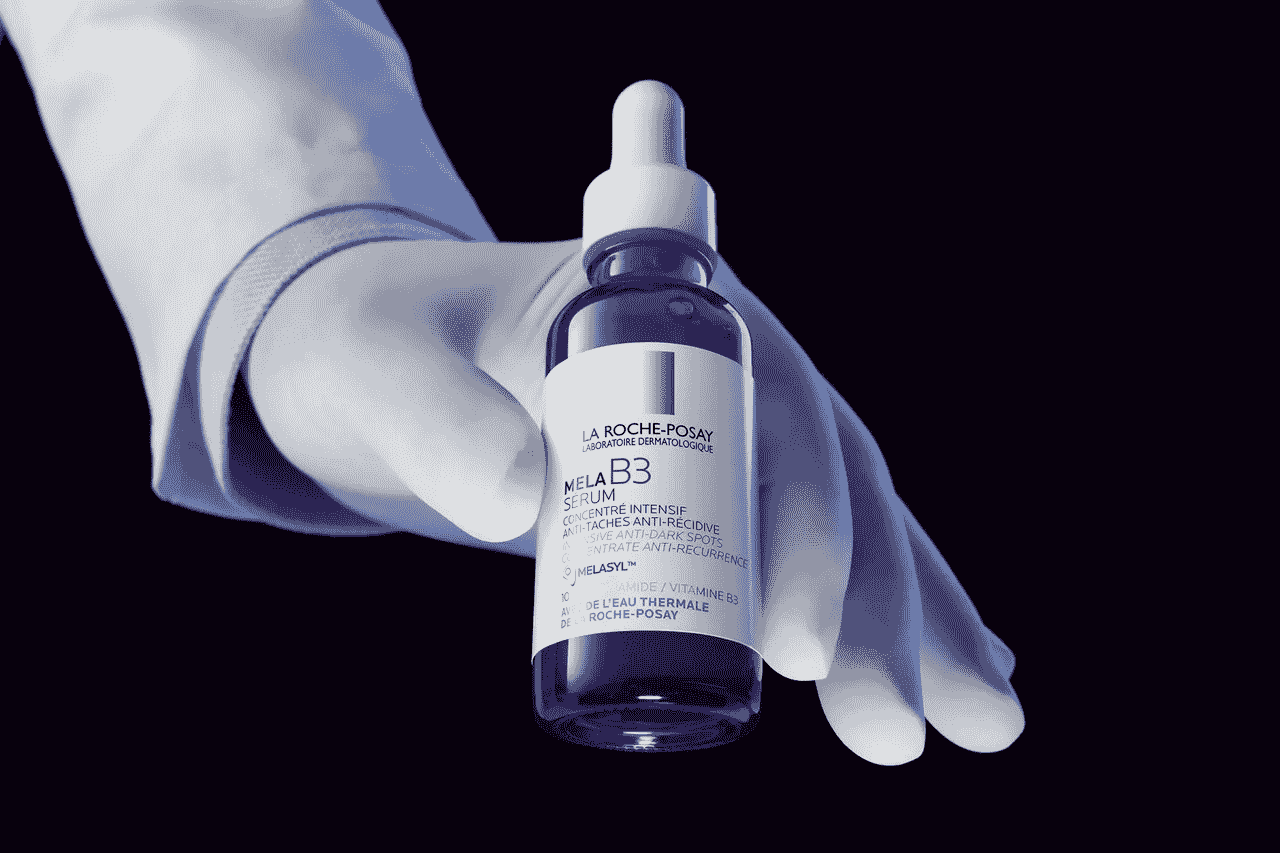 LA ROCHE-POSAY
LABORATOIRE DERMATOLOGIQUE
MELA B3
SÉRUM
CONCENTRÉ INTENSIF
ANTI-TACHES ANTI-RÉCIDIVE
ANTI-DARK SPOTS
ANTI-RECURRENCE
MELASYL™
/ VITAMINE B3
DE L'EAU THERMALE
ROCHE-POSAY